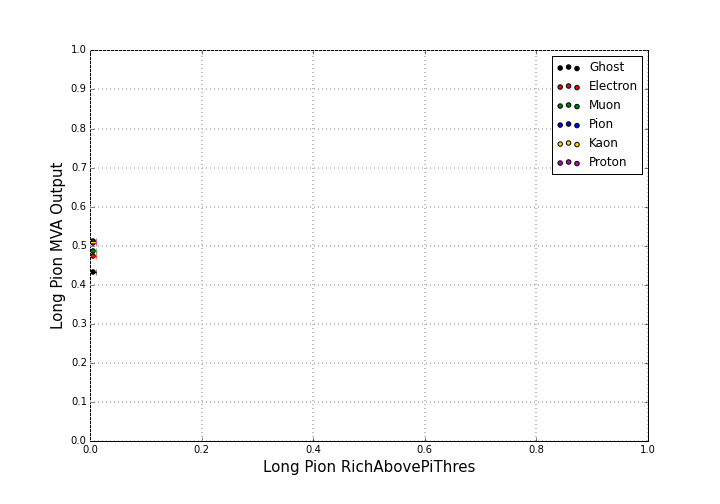 1.0
0.9
0.8
0.7
0.6
0.5
0.4
0.3
0.2
0.1
0.0
Long Pion MVA Output
Ghost
Electron
Muon
Pion
Kaon
Proton
0.0 0.2 0.4 0.6 0.8 1.0
Long Pion RichAbovePiThres